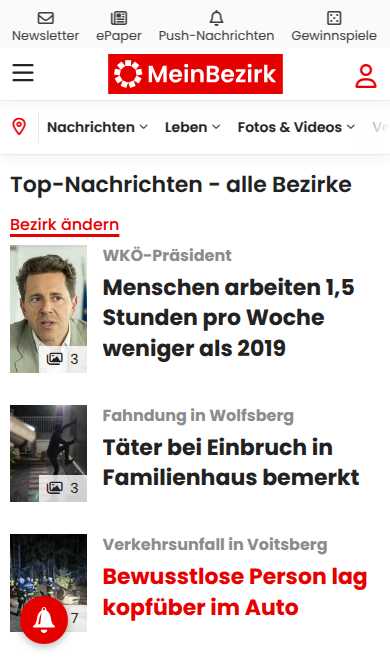 Newsletter ePaper Push-Nachrichten Gewinnspiele
MeinBezirk
Nachrichten Leben Fotos & Videos Ve
Top-Nachrichten - alle Bezirke
Bezirk ändern
WKÖ-Präsident
Menschen arbeiten 1,5
Stunden pro Woche
weniger als 2019
3
Fahndung in Wolfsberg
Täter bei Einbruch in
Familienhaus bemerkt
3
Verkehrsunfall in Voitsberg
Bewusstlose Person lag
kopfüber im Auto
7